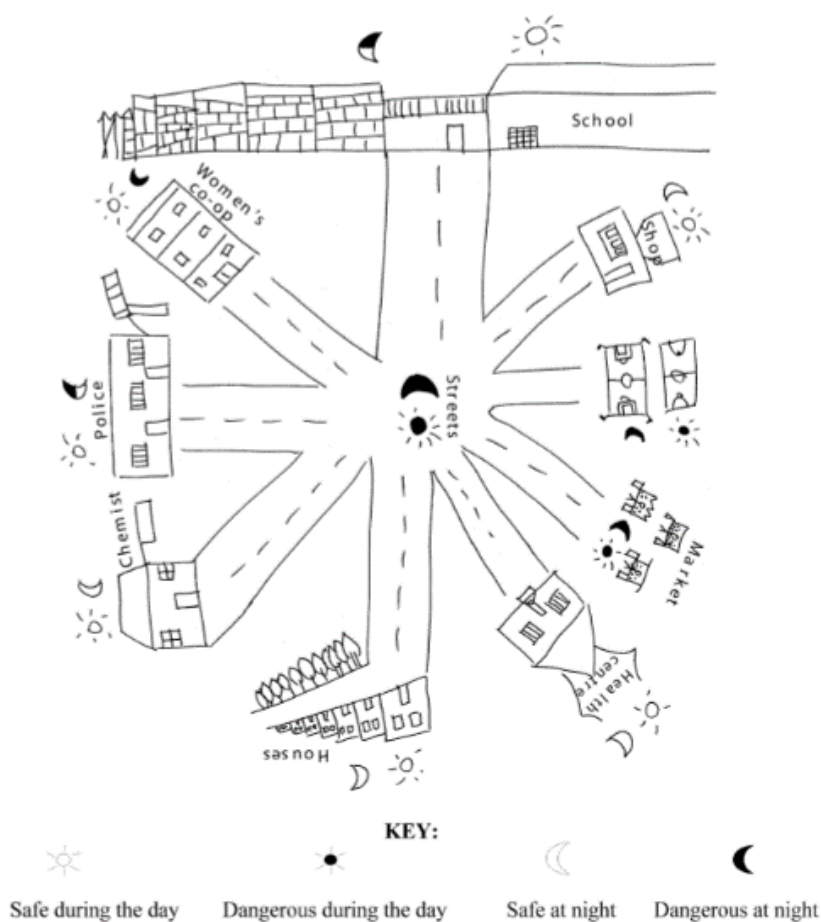 School
Women's
co-op
Shop
Streets
Police
Chemist
Market
Health
centre
Houses
KEY:
Safe during the day
Dangerous during the day
Safe at night
Dangerous at night